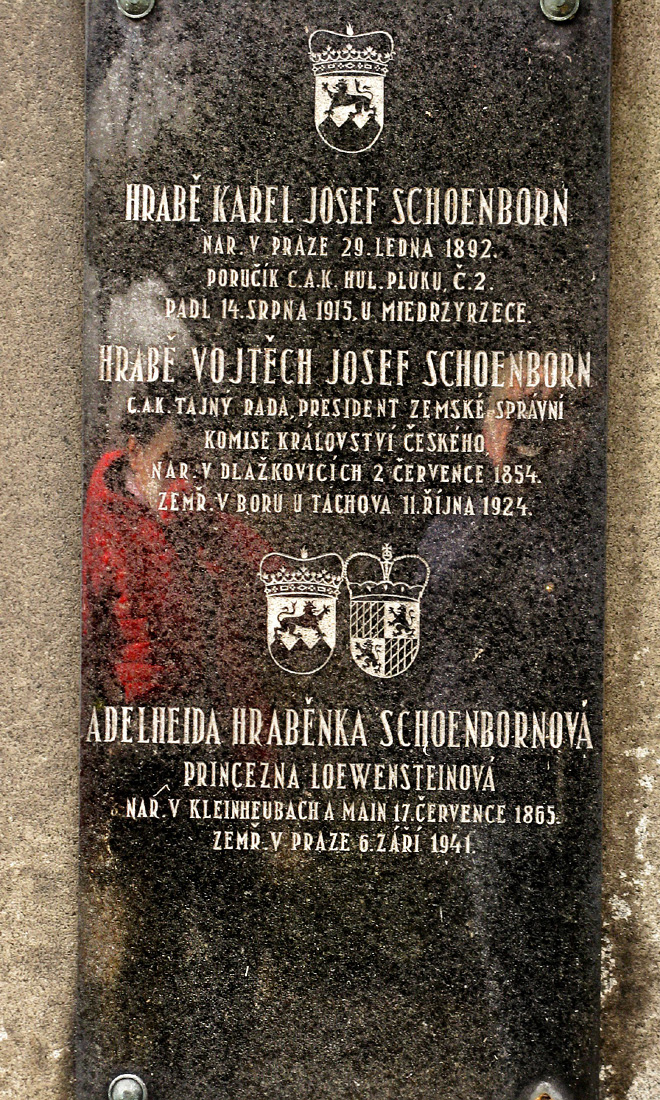 HRABĚ KAREL JOSEF SCHOENBORN
NAR. V PRAZE 29. LEDNA 1892.
PORUČÍK C.A.K. HUL. PLUKU, Č. 2.
PADL 14. SRPNA 1915. U MIEDRZYRZECE.
HRABĚ VOJTĚCH JOSEF SCHOENBORN
C.A.K. TAJNÝ RADA, PRESIDENT ZEMSKÉ SPRÁVNÍ
KOMISE KRÁLOVSTVÍ ČESKÉHO,
NAR. V DLAŽKOVICÍCH 2 ČERVENCE 1854.
ZEMŘ. V BORU U TACHOVA 11. ŘÍJNA 1924.
ADELHEIDA HRABĚNKA SCHOENBORNOVÁ
PRINCEZNA LOEWENSTEINOVÁ
NAR. V KLEINHEUBACH A MAIN 17. ČERVENCE 1865.
ZEMŘ. V PRAZE 6. ZÁŘÍ 1941.